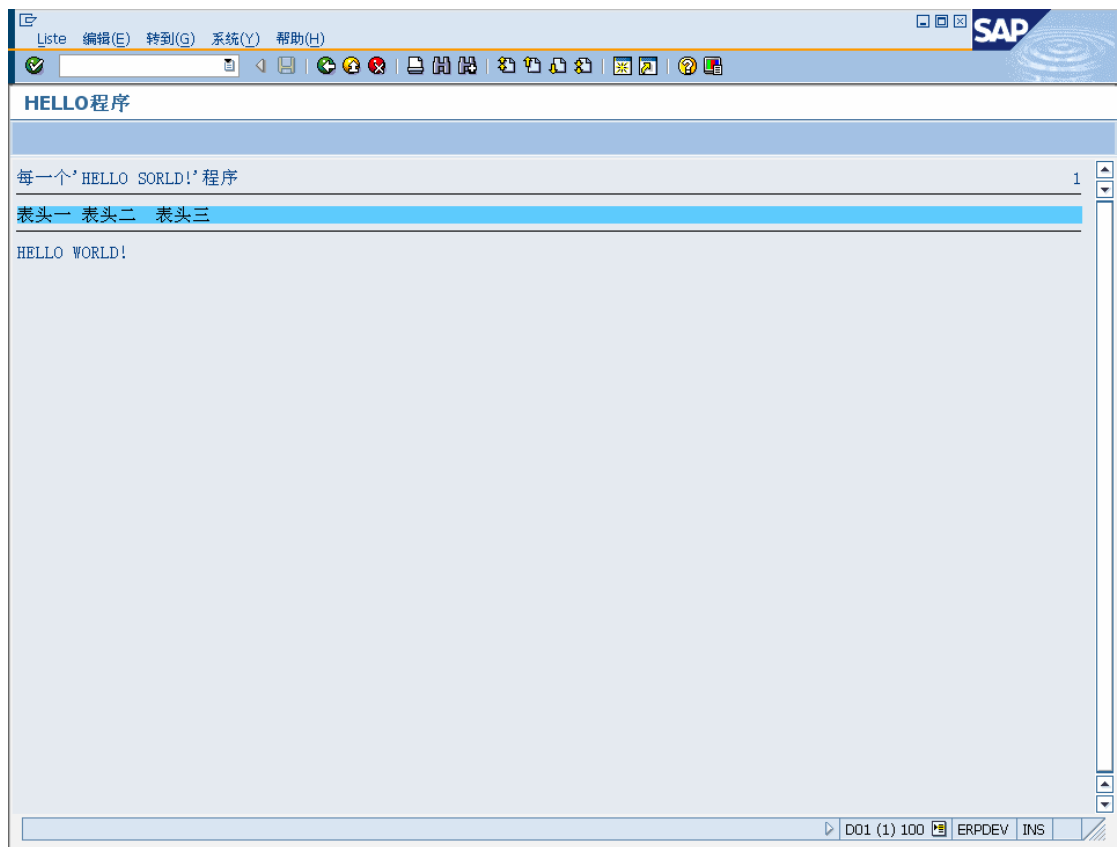 Liste 编辑(E) 转到(G) 系统(Y) 帮助(H)
SAP
HELLO程序
每一个'HELLO SORLD!'程序 1
表头一 表头二 表头三
HELLO WORLD!
D01 (1) 100 ERPDEV INS